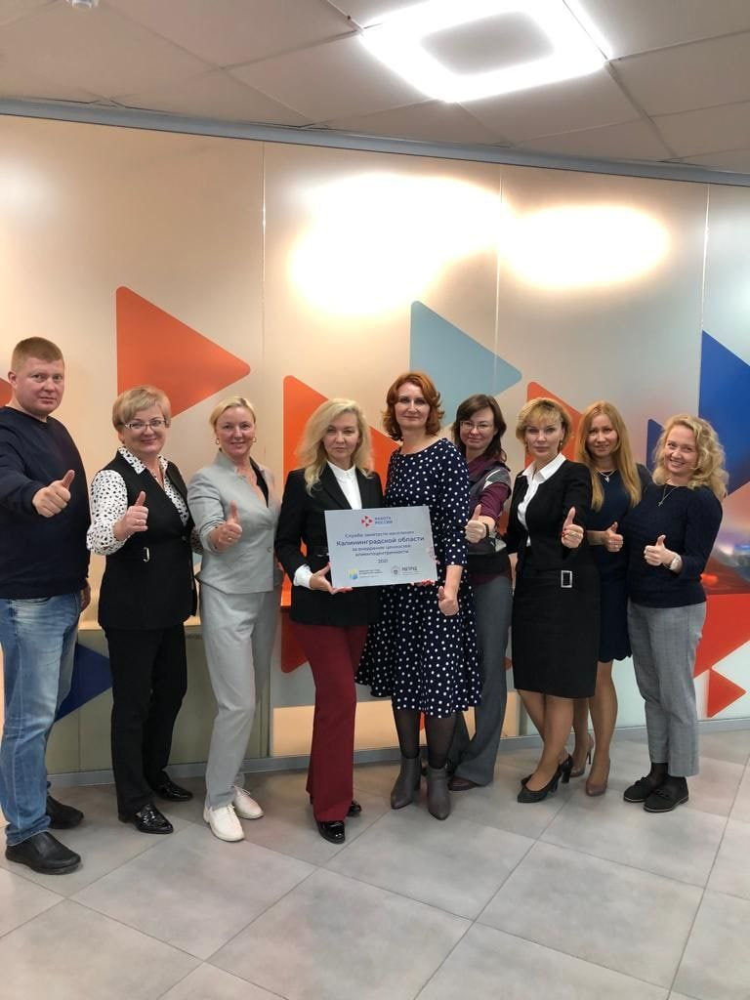 РАБОТА
РОССИИ
Служба занятости населения
Калининградской области
за внедрение ценностей
клиентоцентричности
2021